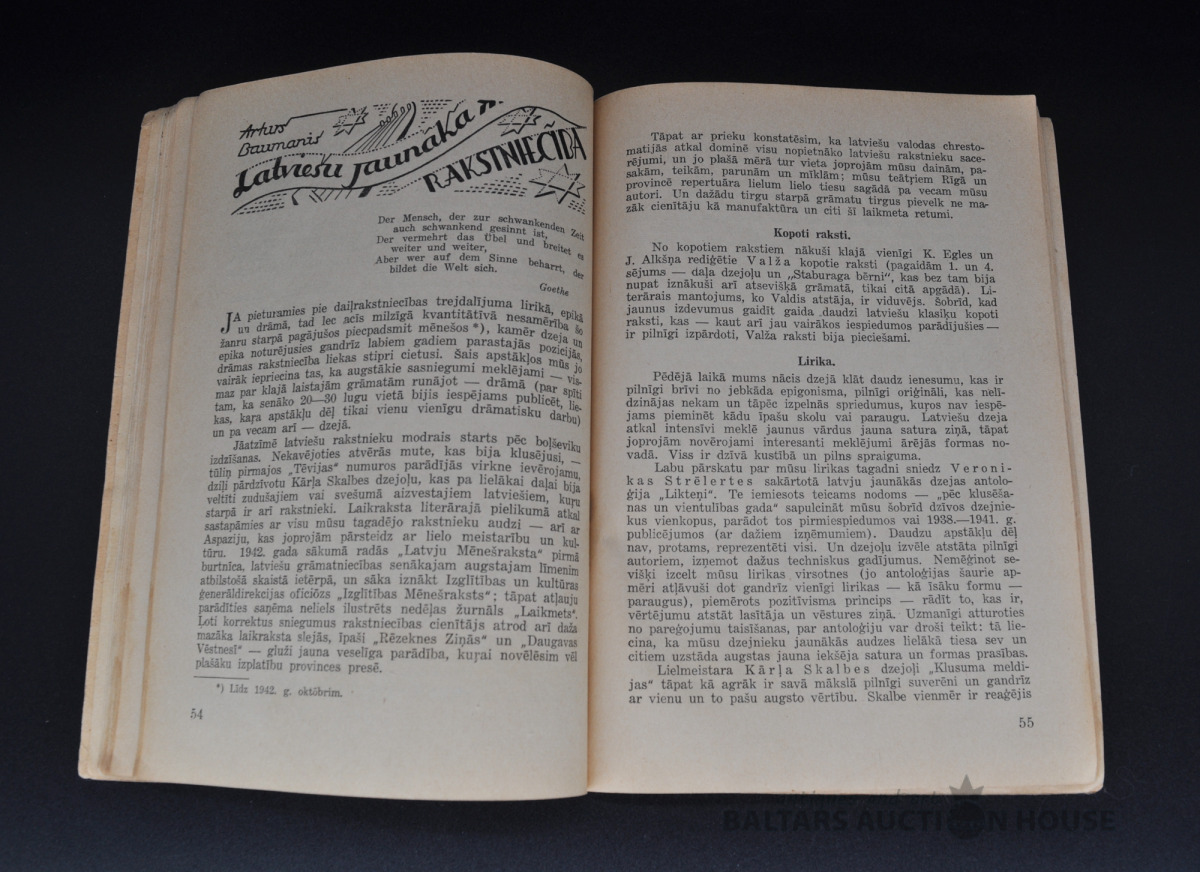 Arturs
Baumanis
Latviešu jaunākā
RAKSTNIECĪBA
Der Mensch, der zur schwankenden Zeit
auch schwankend gesinnt ist,
Der vermehrt das Übel und breitet es
weiter und weiter,
Aber wer auf dem Sinne beharrt, der
bildet die Welt sich.
Goethe
JA pieturamies pie daiļrakstniecības trejdalījuma lirikā, epikā
un drāmā, tad lec acīs milzīgā kvantitātīvā nesamērība šo
žanru starpā pagājušos piecpadsmit mēnešos*), kamēr dzeja un
epika noturējusies gandrīz labiem gadiem parastajās pozicijās,
drāmas rakstniecība liekas stipri cietusi. Šais apstākļos mūs jo
vairāk iepriecina tas, ka augstākie sasniegumi meklējami — vis-
maz par klajā laistajām grāmatām runājot — drāmā (par spīti
tam, ka senāko 20—30 lugu vietā bijis iespējams publicēt, lie-
kas, kaŗa apstākļu dēļ tikai vienu vienīgu drāmatisku darbu)
un pa vecam arī — dzejā.
Jāatzīmē latviešu rakstnieku modrais starts pēc boļševiku
izdzīšanas. Nekavējoties atvērās mute, kas bija klusējusi, —
tūliņ pirmajos „Tēvijas" numuros parādījās virkne ievērojamu,
dziļi pārdzīvotu Kārļa Skalbes dzejoļu, kas pa lielākai daļai bija
veltīti zudušajiem vai svešumā aizvestajiem latviešiem, kuŗu
starpā ir arī rakstnieki. Laikraksta literārajā pielikumā atkal
sastapāmies ar visu mūsu tagadējo rakstnieku audzi — arī ar
Aspaziju, kas joprojām pārsteidz ar lielo meistarību un kul-
tūru. 1942. gada sākumā radās „Latvju Mēnešraksta" pirmā
burtnīca, latviešu grāmatniecības senākajam augstajam līmenim
atbilstošā skaistā ietērpā, un sāka iznākt Izglītības un kultūras
ģenerāldirekcijas oficiōzs „Izglītības Mēnešraksts"; tāpat atļauju
parādīties saņēma neliels ilustrēts nedēļas žurnāls „Laikmets".
Ļoti korrektus sniegumus rakstniecības cienītājs atrod arī daža
mazāka laikraksta slejās, īpaši „Rēzeknes Ziņās" un „Daugavas
Vēstnesī" — gluži jauna veselīga parādība, kuŗai novēlēsim vēl
plašāku izplatību provinces presē.
*) Līdz 1942. g. oktōbrim.
54
Tāpat ar prieku konstatēsim, ka latviešu valodas chresto-
matijās atkal dominē visu nopietnāko latviešu rakstnieku sace-
rējumi, un jo plašā mērā tur vieta joprojām mūsu dainām, pa-
sakām, teikām, parunām un mīklām; mūsu teātŗiem Rīgā un
provincē repertuāra lielum lielo tiesu sagādā pa vecam mūsu
autori. Un dažādu tirgu starpā grāmatu tirgus pievelk ne ma-
zāk cienītāju kā manufaktūra un citi šī laikmeta retumi.
Kopoti raksti.
No kopotiem rakstiem nākuši klajā vienīgi K. Egles un
J. Alkšņa rediģētie Valža kopotie raksti (pagaidām 1. un 4.
sējums — daļa dzejoļu un „Staburaga bērni", kas bez tam bija
nupat iznākuši arī atsevišķā grāmatā, tikai citā apgādā). Li-
terārais mantojums, ko Valdis atstāja, ir viduvējs. Šobrīd, kad
jaunus izdevumus gaidīt gaida daudzi latviešu klasiķu kopoti
raksti, kas — kaut arī jau vairākos iespiedumos parādījušies —
ir pilnīgi izpārdoti, Valža raksti bija pieciešami.
Lirika.
Pēdējā laikā mums nācis dzejā klāt daudz ienesumu, kas ir
pilnīgi brīvi no jebkāda epigonisma, pilnīgi oriģināli, kas nelī-
dzinājas nekam un tāpēc izpelnās spriedumus, kuŗos nav iespē-
jams pieminēt kādu īpašu skolu vai paraugu. Latviešu dzeja
atkal intensīvi meklē jaunus vārdus jauna satura ziņā, tāpat
joprojām novērojami interesanti meklējumi ārējās formas no-
vadā. Viss ir dzīvā kustībā un pilns spraiguma.
Labu pārskatu par mūsu lirikas tagadni sniedz Veroni-
kas Strēlertes sakārtotā latvju jaunākās dzejas antolo-
ģija „Likteņi". Te iemiesots teicams nodoms — „pēc klusēša-
nas un vientulības gada" sapulcināt mūsu šobrīd dzīvos dzejnie-
kus vienkopus, parādot tos pirmiespiedumos vai 1938.—1941. g.
publicējumos (ar dažiem izņēmumiem). Daudzu apstākļu dēļ
nav, protams, reprezentēti visi. Un dzejoļu izvēle atstāta pilnīgi
autoriem, izņemot dažus techniskus gadījumus. Nemēģinot se-
višķi izcelt mūsu lirikas virsotnes (jo antoloģijas šaurie ap-
mēri atļāvuši dot gandrīz vienīgi lirikas — kā īsāku formu —
paraugus), piemērots pozitīvisma princips — rādīt to, kas ir,
vērtējumu atstāt lasītāja un vēstures ziņā. Uzmanīgi atturoties
no pareģojumu taisīšanas, par antoloģiju var droši teikt: tā lie-
cina, ka mūsu dzejnieku jaunākās audzes lielākā tiesa sev un
citiem uzstāda augstas jauna iekšēja satura un formas prasības.
Lielmeistara Kārļa Skalbes dzejoļi „Klusuma meldi-
jas" tāpat kā agrāk ir savā mākslā pilnīgi suverēni un gandrīz
ar vienu un to pašu augsto vērtību. Skalbe vienmēr ir reaģējis
55
BALTARS AUCTION HOUSE